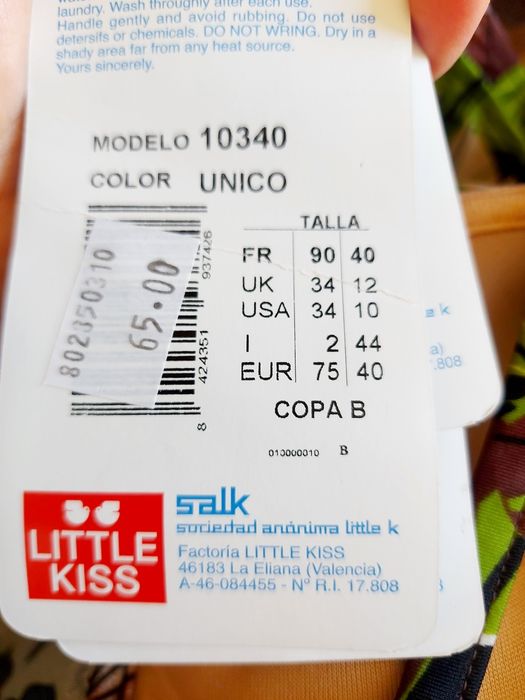 laundry. Wash throughly after each use.
Handle gently and avoid rubbing. Do not use
detersifs or chemicals. DO NOT WRING. Dry in a
shady area far from any heat source.
Yours sincerely.
MODELO 10340
COLOR UNICO
TALLA
FR 90 40
UK 34 12
USA 34 10
I 2 44
EUR 75 40
COPA B
010000010 B
802350310
65.00
8 424351 937426
salk
sociedad anónima little k
LITTLE
KISS
Factoría LITTLE KISS
46183 La Eliana (Valencia)
A-46-084455 - Nº R.I. 17.808
k
a)
.808